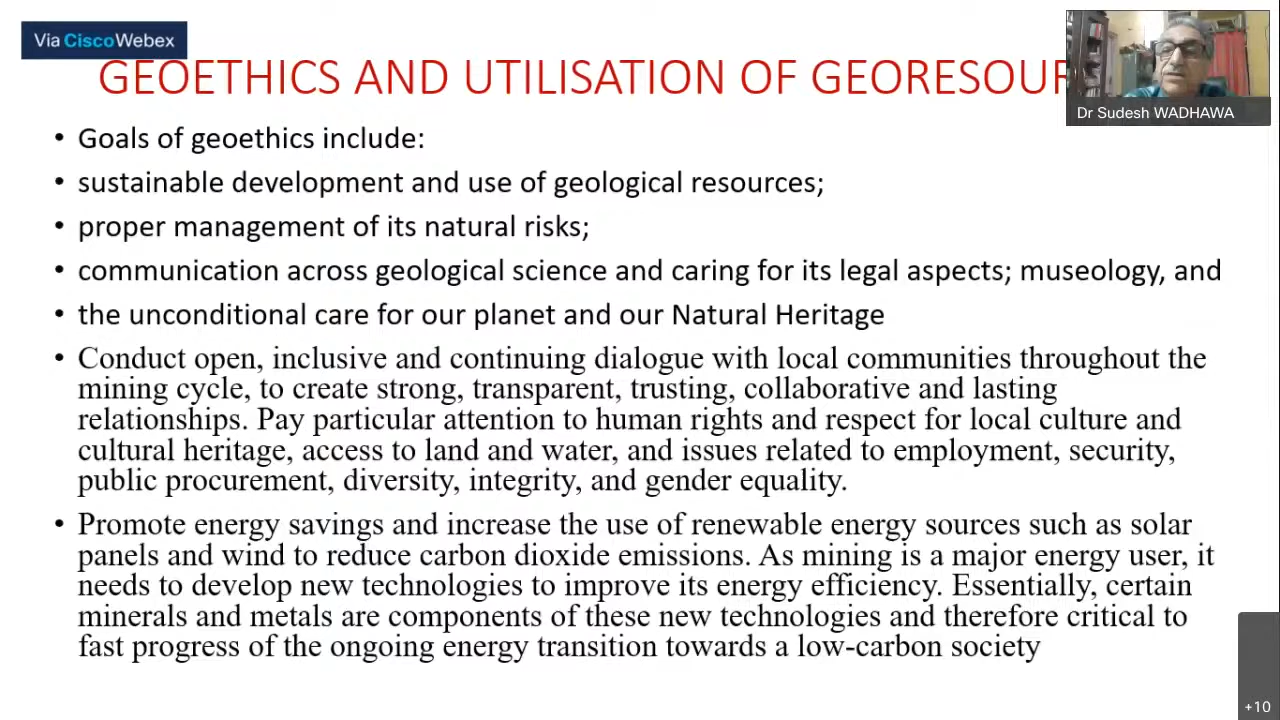 Via CiscoWebex
GEOETHICS AND UTILISATION OF GEORESOUR
Dr Sudesh WADHAWA
• Goals of geoethics include:
• sustainable development and use of geological resources;
• proper management of its natural risks;
• communication across geological science and caring for its legal aspects; museology, and
• the unconditional care for our planet and our Natural Heritage
• Conduct open, inclusive and continuing dialogue with local communities throughout the
mining cycle, to create strong, transparent, trusting, collaborative and lasting
relationships. Pay particular attention to human rights and respect for local culture and
cultural heritage, access to land and water, and issues related to employment, security,
public procurement, diversity, integrity, and gender equality.
• Promote energy savings and increase the use of renewable energy sources such as solar
panels and wind to reduce carbon dioxide emissions. As mining is a major energy user, it
needs to develop new technologies to improve its energy efficiency. Essentially, certain
minerals and metals are components of these new technologies and therefore critical to
fast progress of the ongoing energy transition towards a low-carbon society
+10